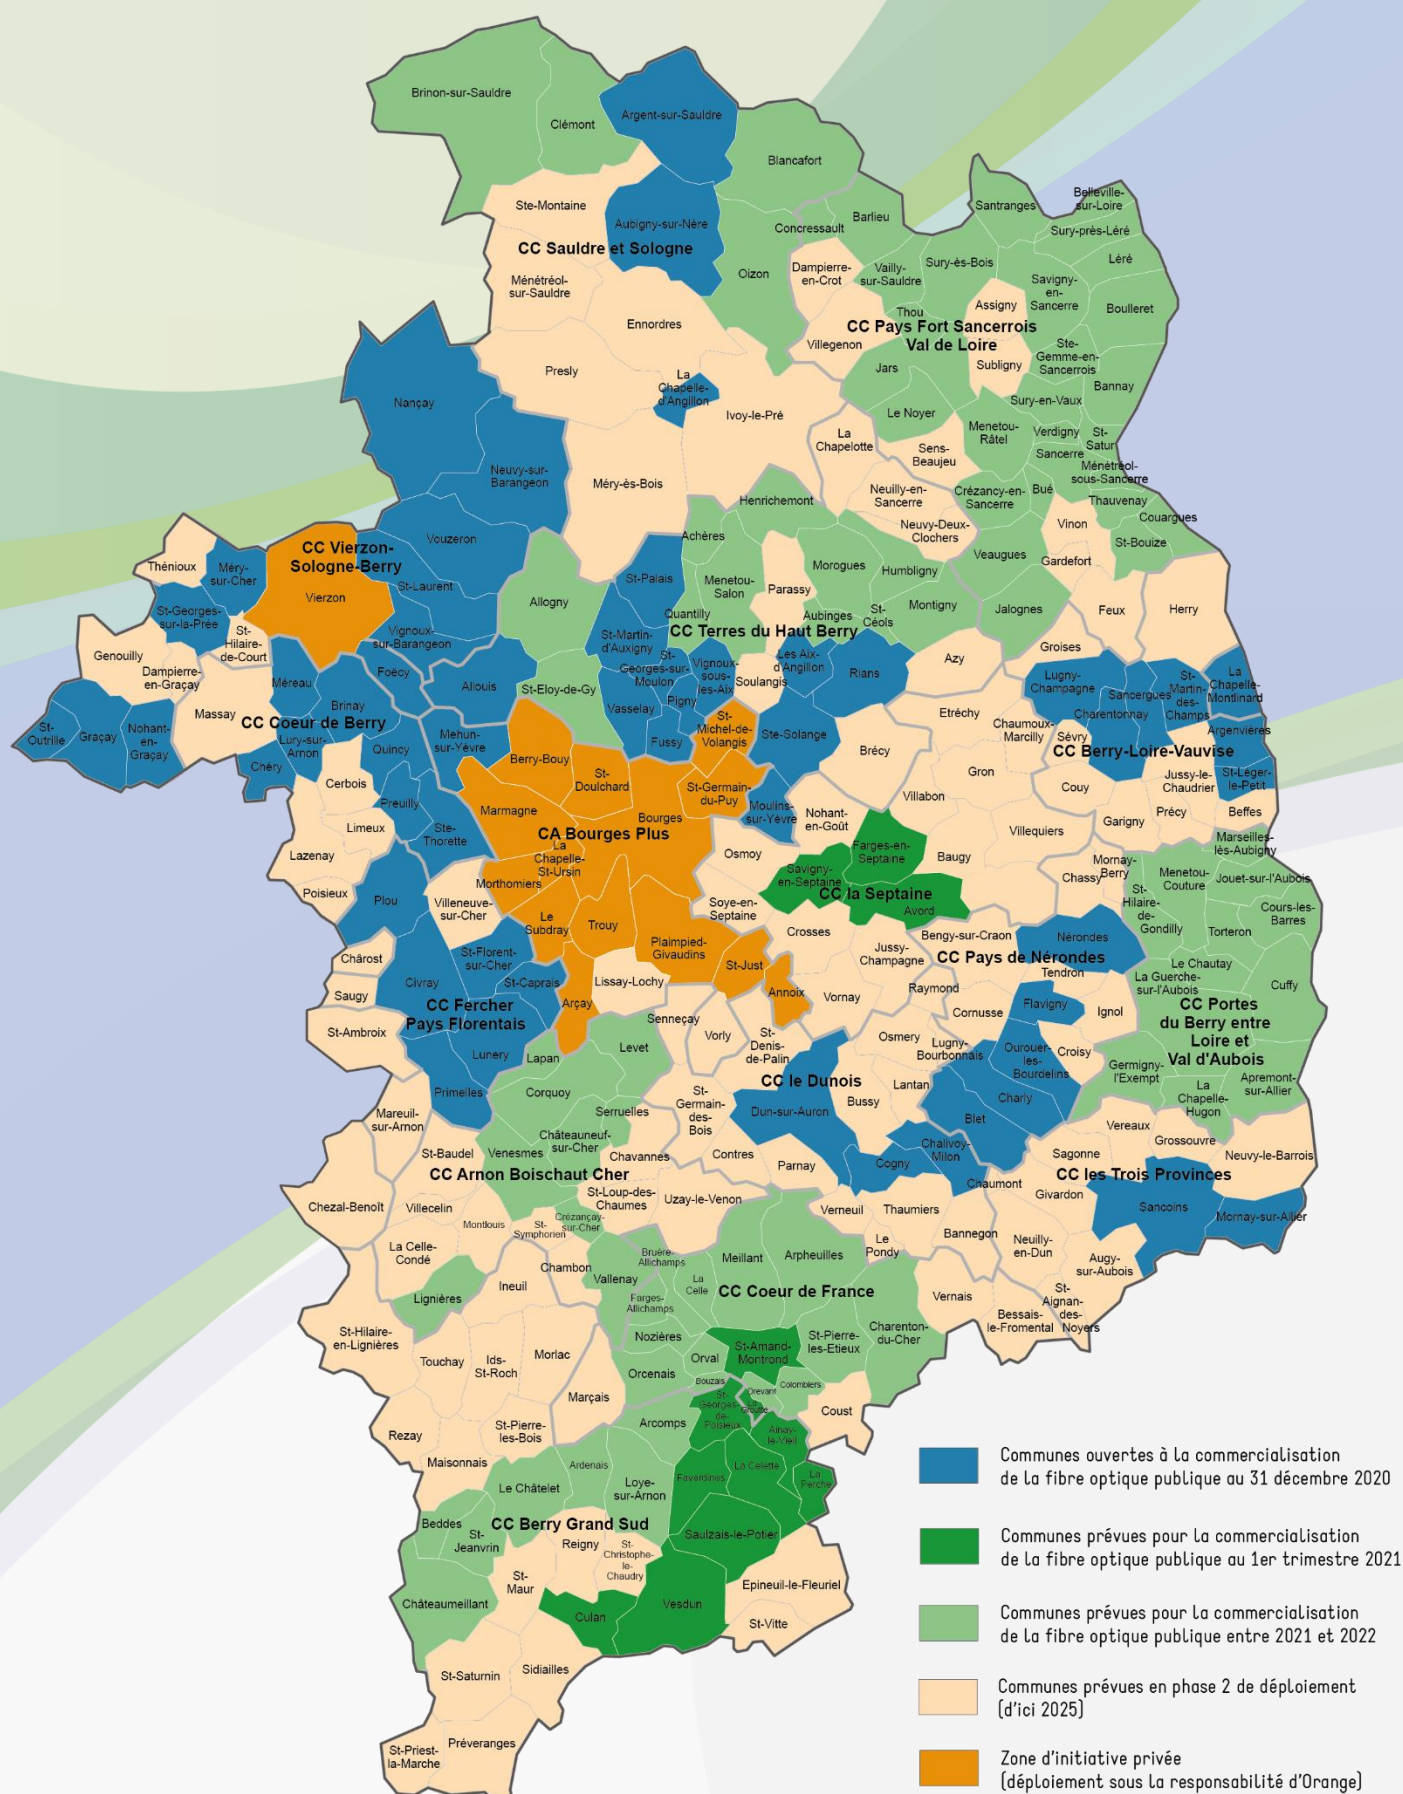 Brinon-sur-Sauldre
Clémont
Argent-sur-Sauldre
Blancafort
Ste-Montaine
Aubigny-sur-Nère
CC Sauldre et Sologne
Oizon
Concressault
Barlieu
Santranges
Belleville-
sur-Loire
Sury-près-Léré
Léré
Ménétréol-
sur-Sauldre
Dampierre-
en-Crot
Vailly-
sur-Sauldre
Sury-ès-Bois
Savigny-
en-
Sancerre
Boulleret
Assigny
Thou
Ennordres
CC Pays Fort Sancerrois
Val de Loire
Villegenon
Ste-
Gemme-en-
Sancerrois
Subligny
Jars
Presly
La
Chapelle-
d'Angillon
Bannay
Nançay
Ivoy-le-Pré
Le Noyer
Sury-en-Vaux
La
Chapelotte
Menetou-
Râtel
Verdigny
St-
Satur
Sens-
Beaujeu
Sancerre
Ménétréol-
sous-Sancerre
Neuvy-sur-
Barangeon
Méry-ès-Bois
Henrichemont
Neuilly-en-
Sancerre
Crézancy-en-
Sancerre
Bué
Thauvenay
Couargues
Vinon
Neuvy-Deux-
Clochers
St-Bouize
Achères
Vouzeron
CC Vierzon-
Sologne-Berry
Veaugues
Gardefort
Thénioux
Méry-
sur-Cher
Morogues
Humbligny
St-Palais
Menetou-
Salon
Parassy
St-Laurent
Vierzon
Allogny
Montigny
Jalognes
Feux
Herry
St-Georges-
sur-la-Prée
Quantilly
Aubinges
St-
Céols
CC Terres du Haut Berry
St-
Hilaire-
de-Court
Vignoux-
sur-Barangeon
St-Martin-
d'Auxigny
Groises
Genouilly
Azy
Dampierre-
en-Graçay
Foëcy
St-
Georges-sur-
Moulon
Vignoux-
sous-
les-Aix
Les Aix-
d'Angillon
Soulangis
Rians
Méreau
Allouis
St-Eloy-de-Gy
Lugny-
Champagne
Sancergues
St-
Martin-
des-
Champs
La
Chapelle-
Montlinard
Massay
Brinay
CC Coeur de Berry
Vasselay
Pigny
Charentonnay
Etréchy
St-
Outrille
Graçay
Nohant-
en-
Graçay
Lury-sur-
Arnon
Quincy
Mehun-
sur-Yèvre
Fussy
St-
Michel-de-
Volangis
Ste-Solange
Chaumoux-
Marcilly
Sévry
Argenvières
CC Berry-Loire-Vauvise
Brécy
Chéry
Berry-Bouy
Gron
Jussy-le-
Chaudrier
St-Léger-
le-Petit
Cerbois
St-
Doulchard
St-Germain-
du-Puy
Couy
Preuilly
Marmagne
Bourges
Moulins-
sur-Yèvre
Nohant-
en-Goût
Villabon
Garigny
Précy
Beffes
Limeux
Ste-
Thorette
CA Bourges Plus
Villequiers
Marseilles-
lès-Aubigny
Lazenay
La
Chapelle-
St-Ursin
Osmoy
Farges-en-
Septaine
Baugy
Mornay-
Berry
Chassy
Menetou-
Couture
Jouet-sur-l'Aubois
Poisieux
Plou
Morthomiers
Savigny-
en-Septaine
CC la Septaine
Avord
St-
Hilaire-
de-
Gondilly
Cours-les-
Barres
Villeneuve-
sur-Cher
Soye-en-
Septaine
Le
Subdray
Trouy
Crosses
Torteron
Bengy-sur-Craon
Nérondes
Plaimpied-
Givaudins
St-Just
Jussy-
Champagne
CC Pays de Nérondes
Chârost
St-Florent-
sur-Cher
Le Chautay
Tendron
La Guerche-
sur-l'Aubois
Cuffy
Civray
St-Caprais
Lissay-Lochy
Annoix
Vornay
Raymond
Saugy
Arçay
CC Fercher
Pays Florentais
Flavigny
Ignol
CC Portes
du Berry entre
Loire et
Val d'Aubois
Cornusse
St-Ambroix
Senneçay
Vorly
St-
Denis-
de-Palin
Osmery
Lugny-
Bourbonnais
Ourouer-
les-
Bourdelins
Croisy
Lunery
Lapan
Levet
Germigny-
l'Exempt
Primelles
CC le Dunois
Lantan
La
Chapelle-
Hugon
Apremont-
sur-Allier
Corquoy
Serruelles
St-
Germain-
des-
Bois
Dun-sur-Auron
Bussy
Blet
Charly
Mareuil-
sur-Arnon
Vereaux
Grossouvre
Châteauneuf-
sur-Cher
Chalivoy-
Milon
Sagonne
Neuvy-le-Barrois
St-Baudel
Venesmes
Chavannes
Contres
Parnay
Cogny
CC Arnon Boischaut Cher
CC les Trois Provinces
Chaumont
Givardon
Chezal-Benoît
Villecelin
St-Loup-des-
Chaumes
Uzay-le-Venon
Verneuil
Thaumiers
Sancoins
Mornay-sur-Allier
Montlouis
St-
Symphorien
Crézançay-
sur-Cher
Bannegon
Neuilly-
en-Dun
La Celle-
Condé
Bruère-
Allichamps
Meillant
Arpheuilles
Le
Pondy
Augy-
sur-Aubois
Ineuil
Chambon
Vallenay
La
Celle
CC Coeur de France
Lignières
Farges-
Allichamps
Vernais
Bessais-
le-Fromental
St-
Aignan-
des-
Noyers
St-Hilaire-
en-Lignières
Nozières
St-Amand-
Montrond
St-Pierre-
les-Etieux
Charenton-
du-Cher
Touchay
Ids-
St-Roch
Morlac
Orval
Orcenais
Bouzais
Drevant
Colombiers
Marçais
St-
Georges-
de-
Poisieux
La
Groutte
Coust
Rezay
St-Pierre-
les-Bois
Arcomps
Ainay-
le-Vieil
Maisonnais
Ardenais
Loye-
sur-Arnon
Faverdines
La Celette
La
Perche
Le Châtelet
Beddes
St-
Jeanvrin
CC Berry Grand Sud
Reigny
St-
Christophe-
le-
Chaudry
Saulzais-le-Potier
St-
Maur
Epineuil-le-Fleuriel
Châteaumeillant
Culan
Vesdun
St-Vitte
St-Saturnin
Sidiailles
St-Priest-
la-Marche
Préveranges
Communes ouvertes à la commercialisation
de la fibre optique publique au 31 décembre 2020
Communes prévues pour la commercialisation
de la fibre optique publique au 1er trimestre 2021
Communes prévues pour la commercialisation
de la fibre optique publique entre 2021 et 2022
Communes prévues en phase 2 de déploiement
(d'ici 2025)
Zone d'initiative privée
(déploiement sous la responsabilité d'Orange)